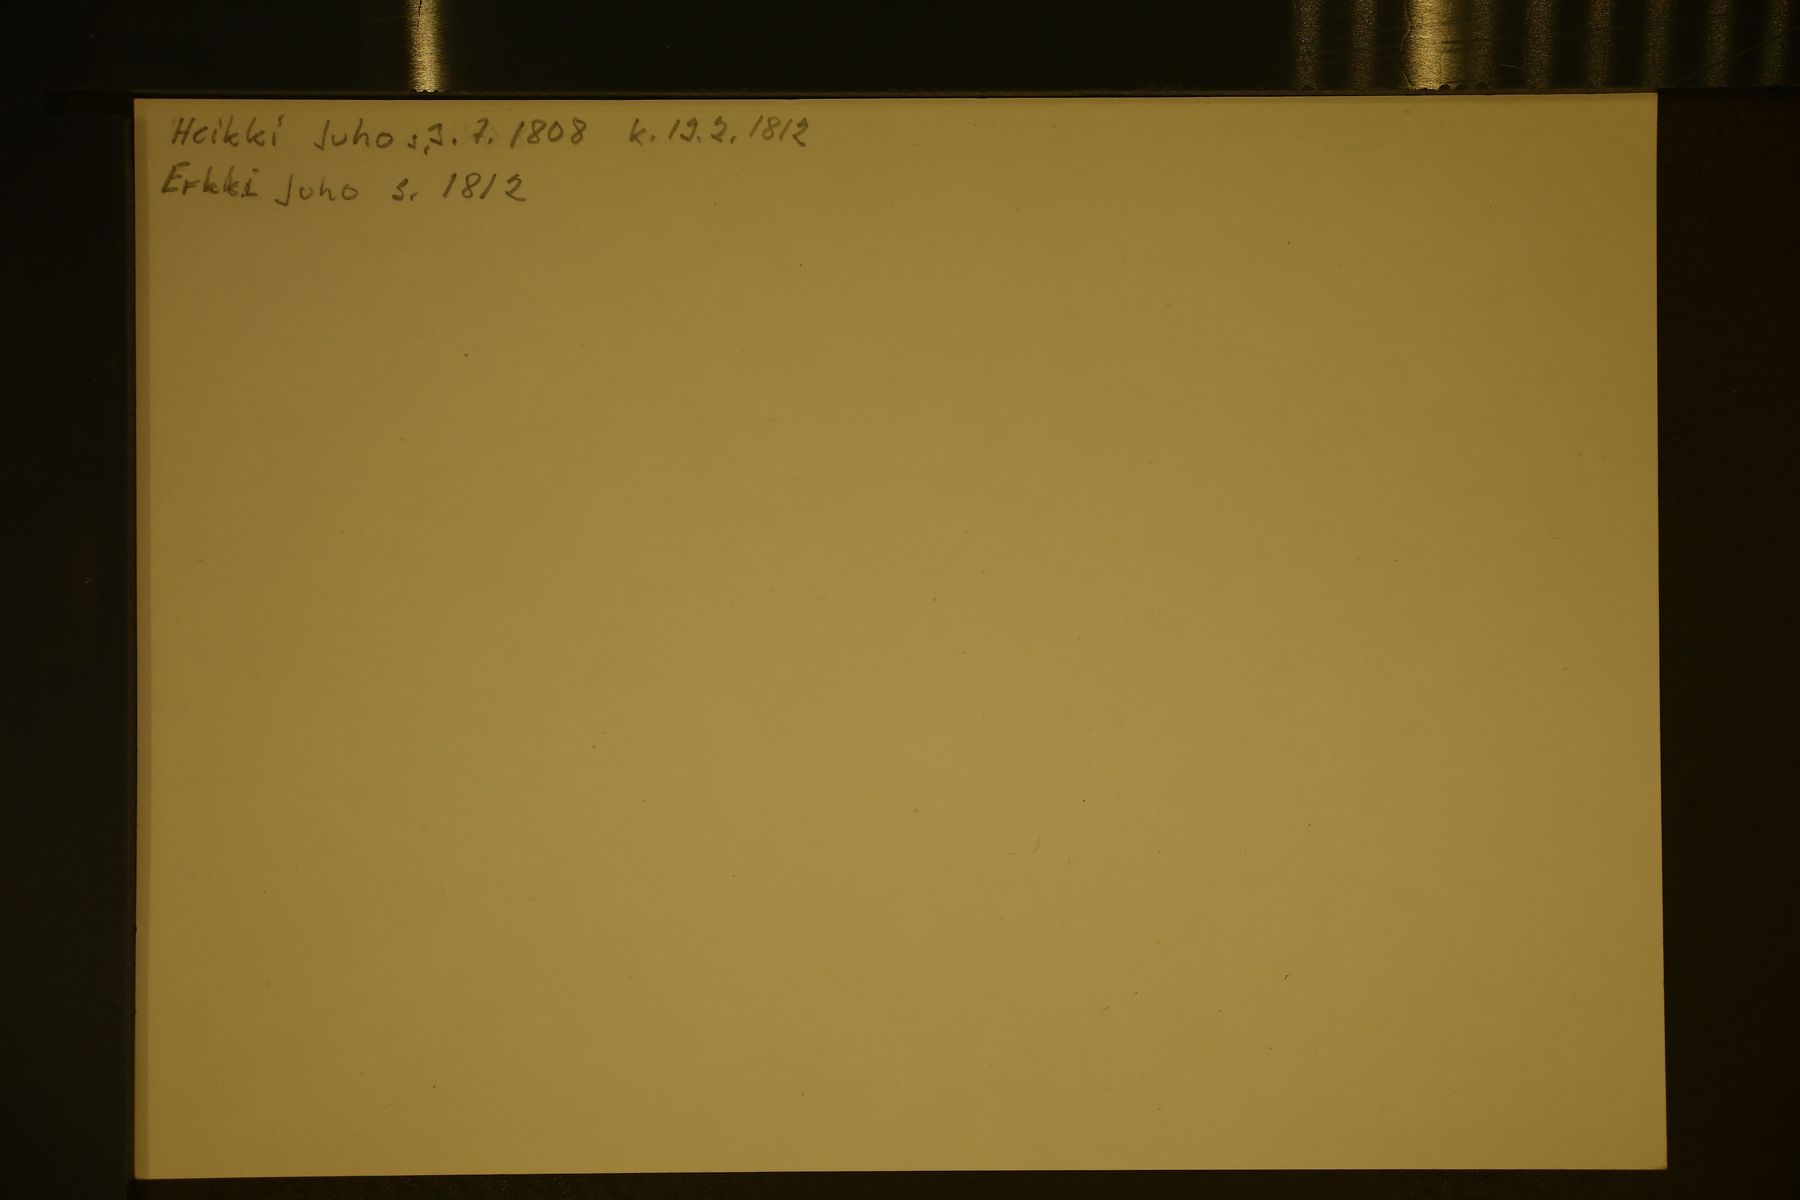 Heikki Juho s. 3. 7. 1808 k. 19. 2. 1812
Erkki Juho s. 1812